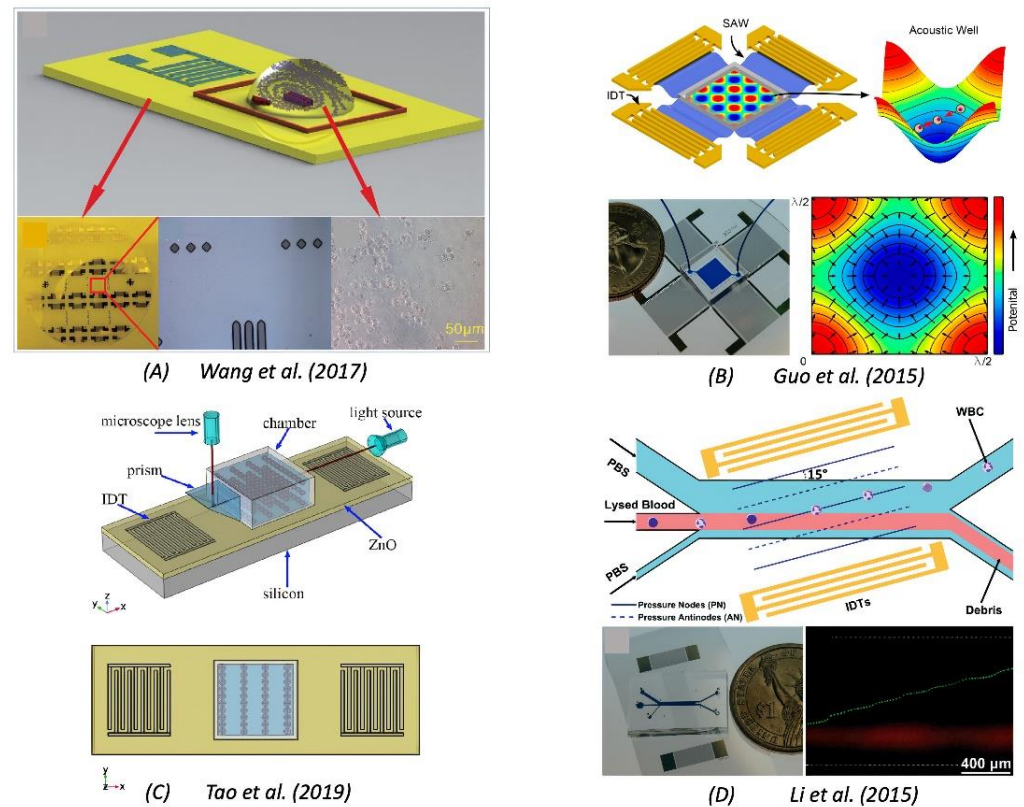 50µm
(A) Wang et al. (2017)
SAW
IDT
Acoustic Well
λ/2
0
λ/2
Potenital
(B) Guo et al. (2015)
microscope lens
chamber
light source
prism
IDT
ZnO
silicon
z
y
x
y
z
x
(C) Tao et al. (2019)
PBS
Lysed Blood
PBS
15°
WBC
Debris
IDTs
Pressure Nodes (PN)
Pressure Antinodes (AN)
400 µm
(D) Li et al. (2015)